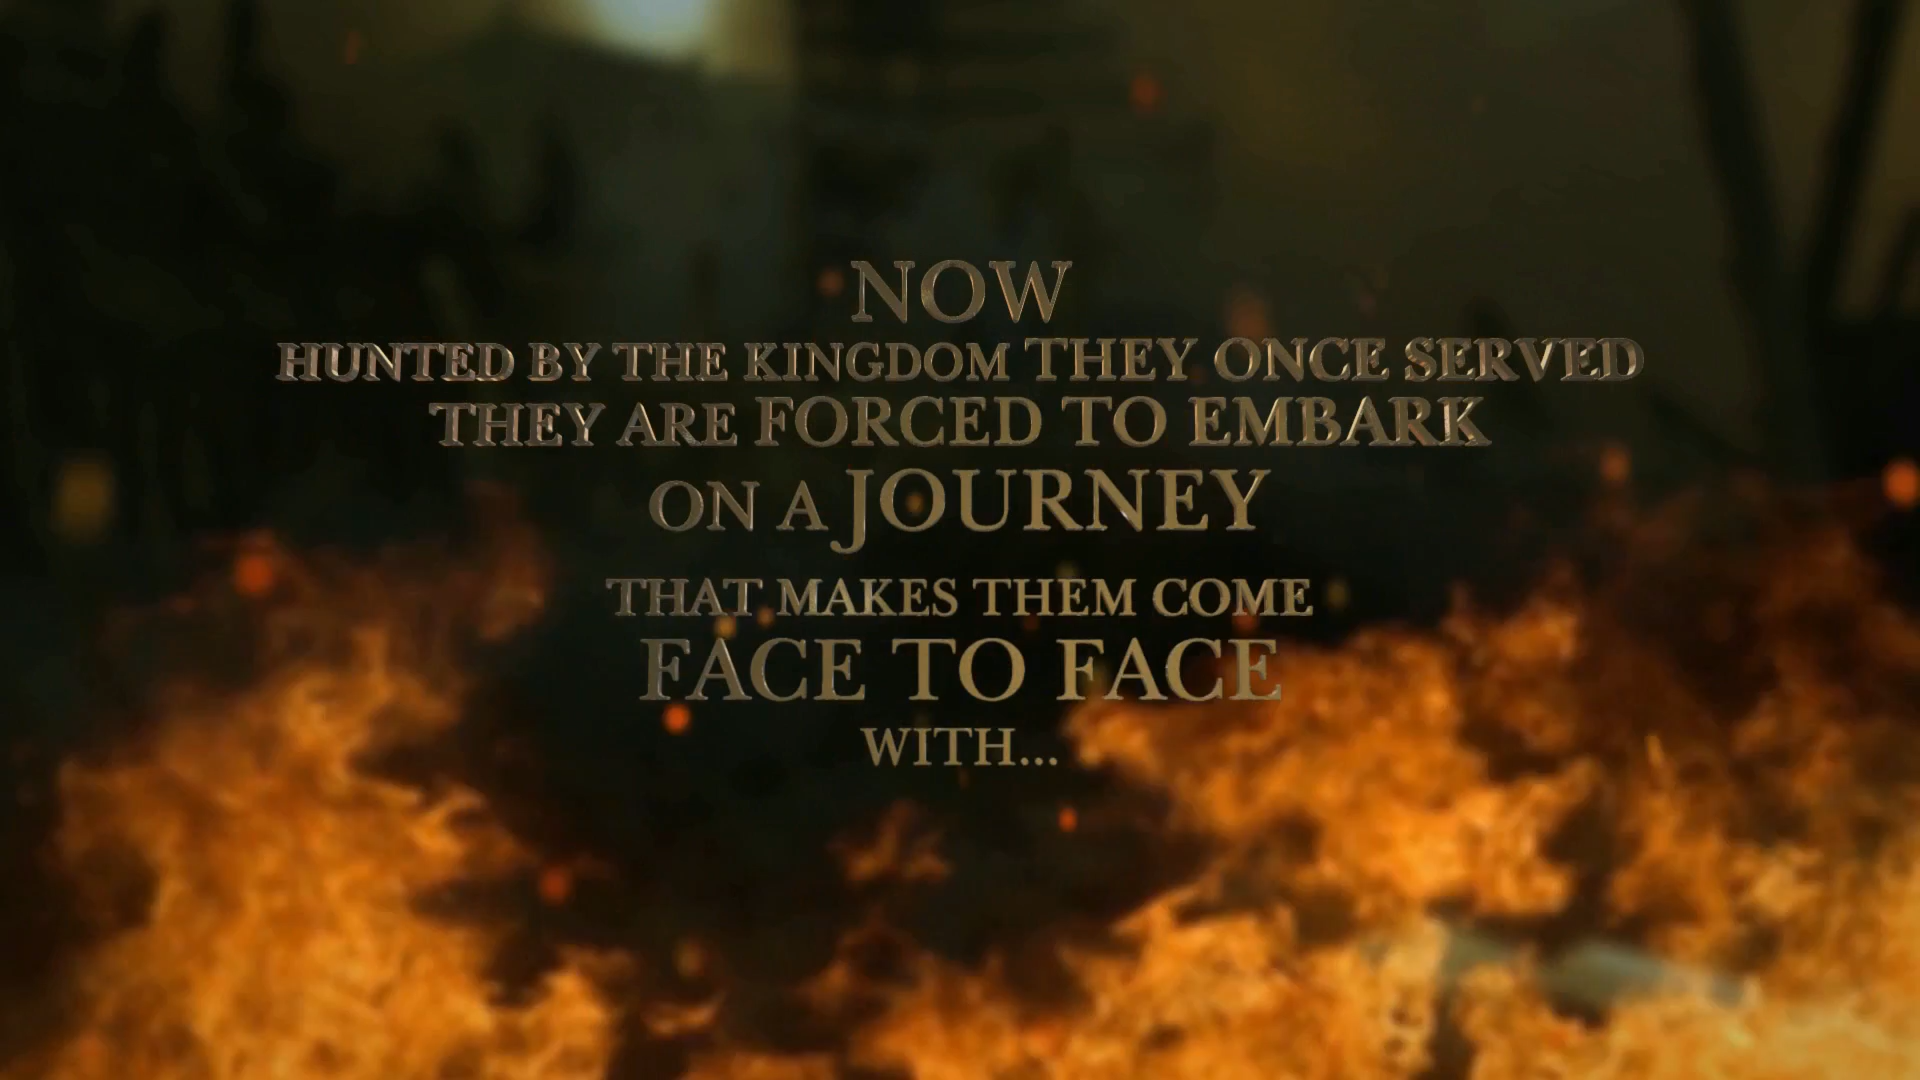 NOW
HUNTED BY THE KINGDOM THEY ONCE SERVED
THEY ARE FORCED TO EMBARK
ON A JOURNEY
THAT MAKES THEM COME
FACE TO FACE
WITH...